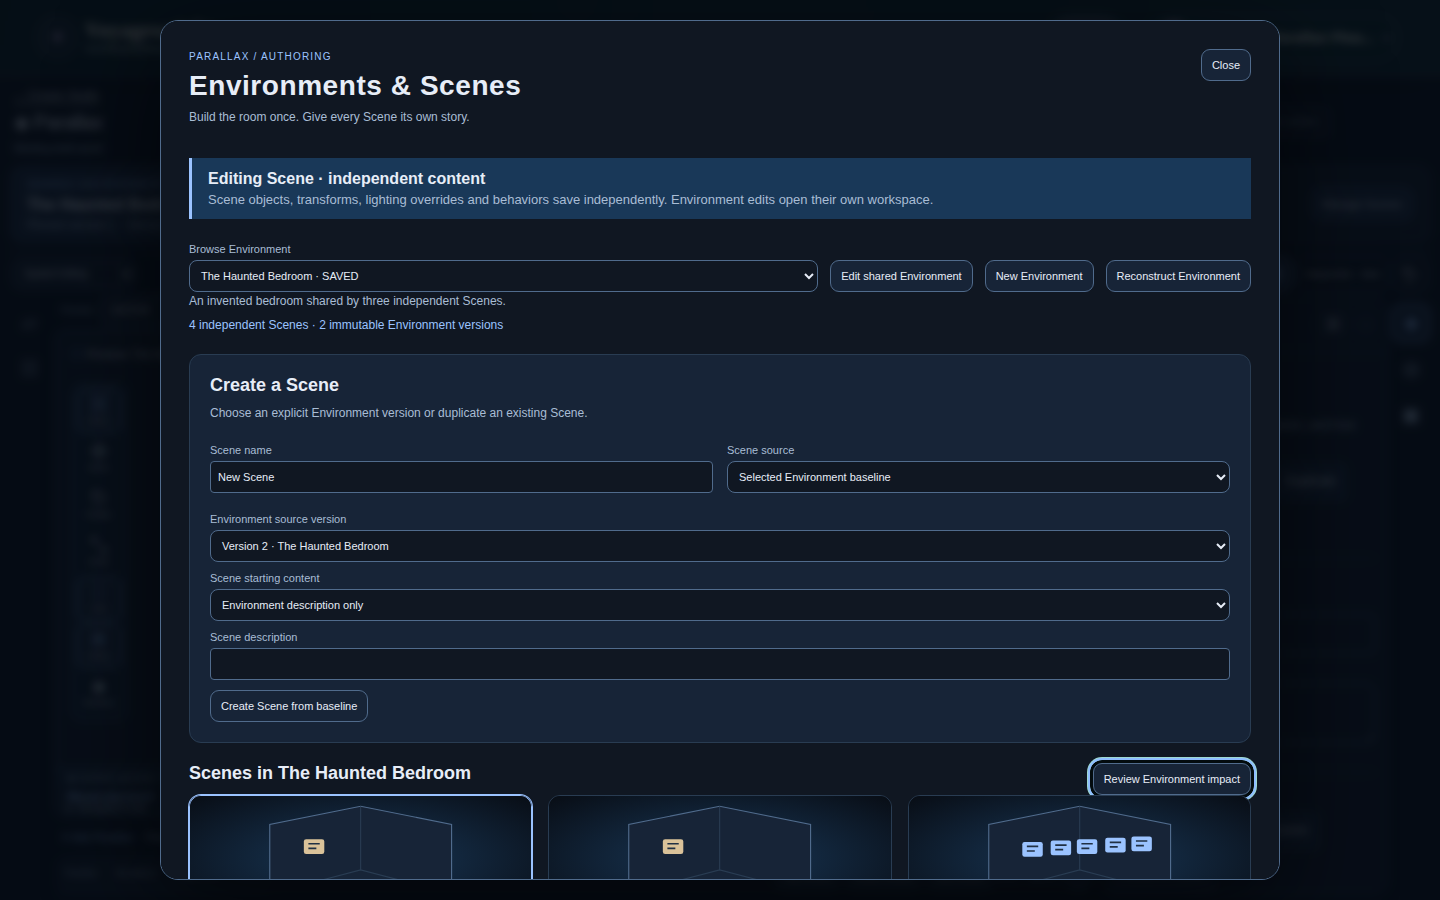 PARALLAX / AUTHORING
Environments & Scenes
Close
Build the room once. Give every Scene its own story.
Editing Scene · independent content
Scene objects, transforms, lighting overrides and behaviors save independently. Environment edits open their own workspace.
Browse Environment
The Haunted Bedroom · SAVED
Edit shared Environment
New Environment
Reconstruct Environment
An invented bedroom shared by three independent Scenes.
4 independent Scenes · 2 immutable Environment versions
Create a Scene
Choose an explicit Environment version or duplicate an existing Scene.
Scene name
Scene source
New Scene
Selected Environment baseline
Environment source version
Version 2 · The Haunted Bedroom
Scene starting content
Environment description only
Scene description
Create Scene from baseline
Scenes in The Haunted Bedroom
Review Environment impact